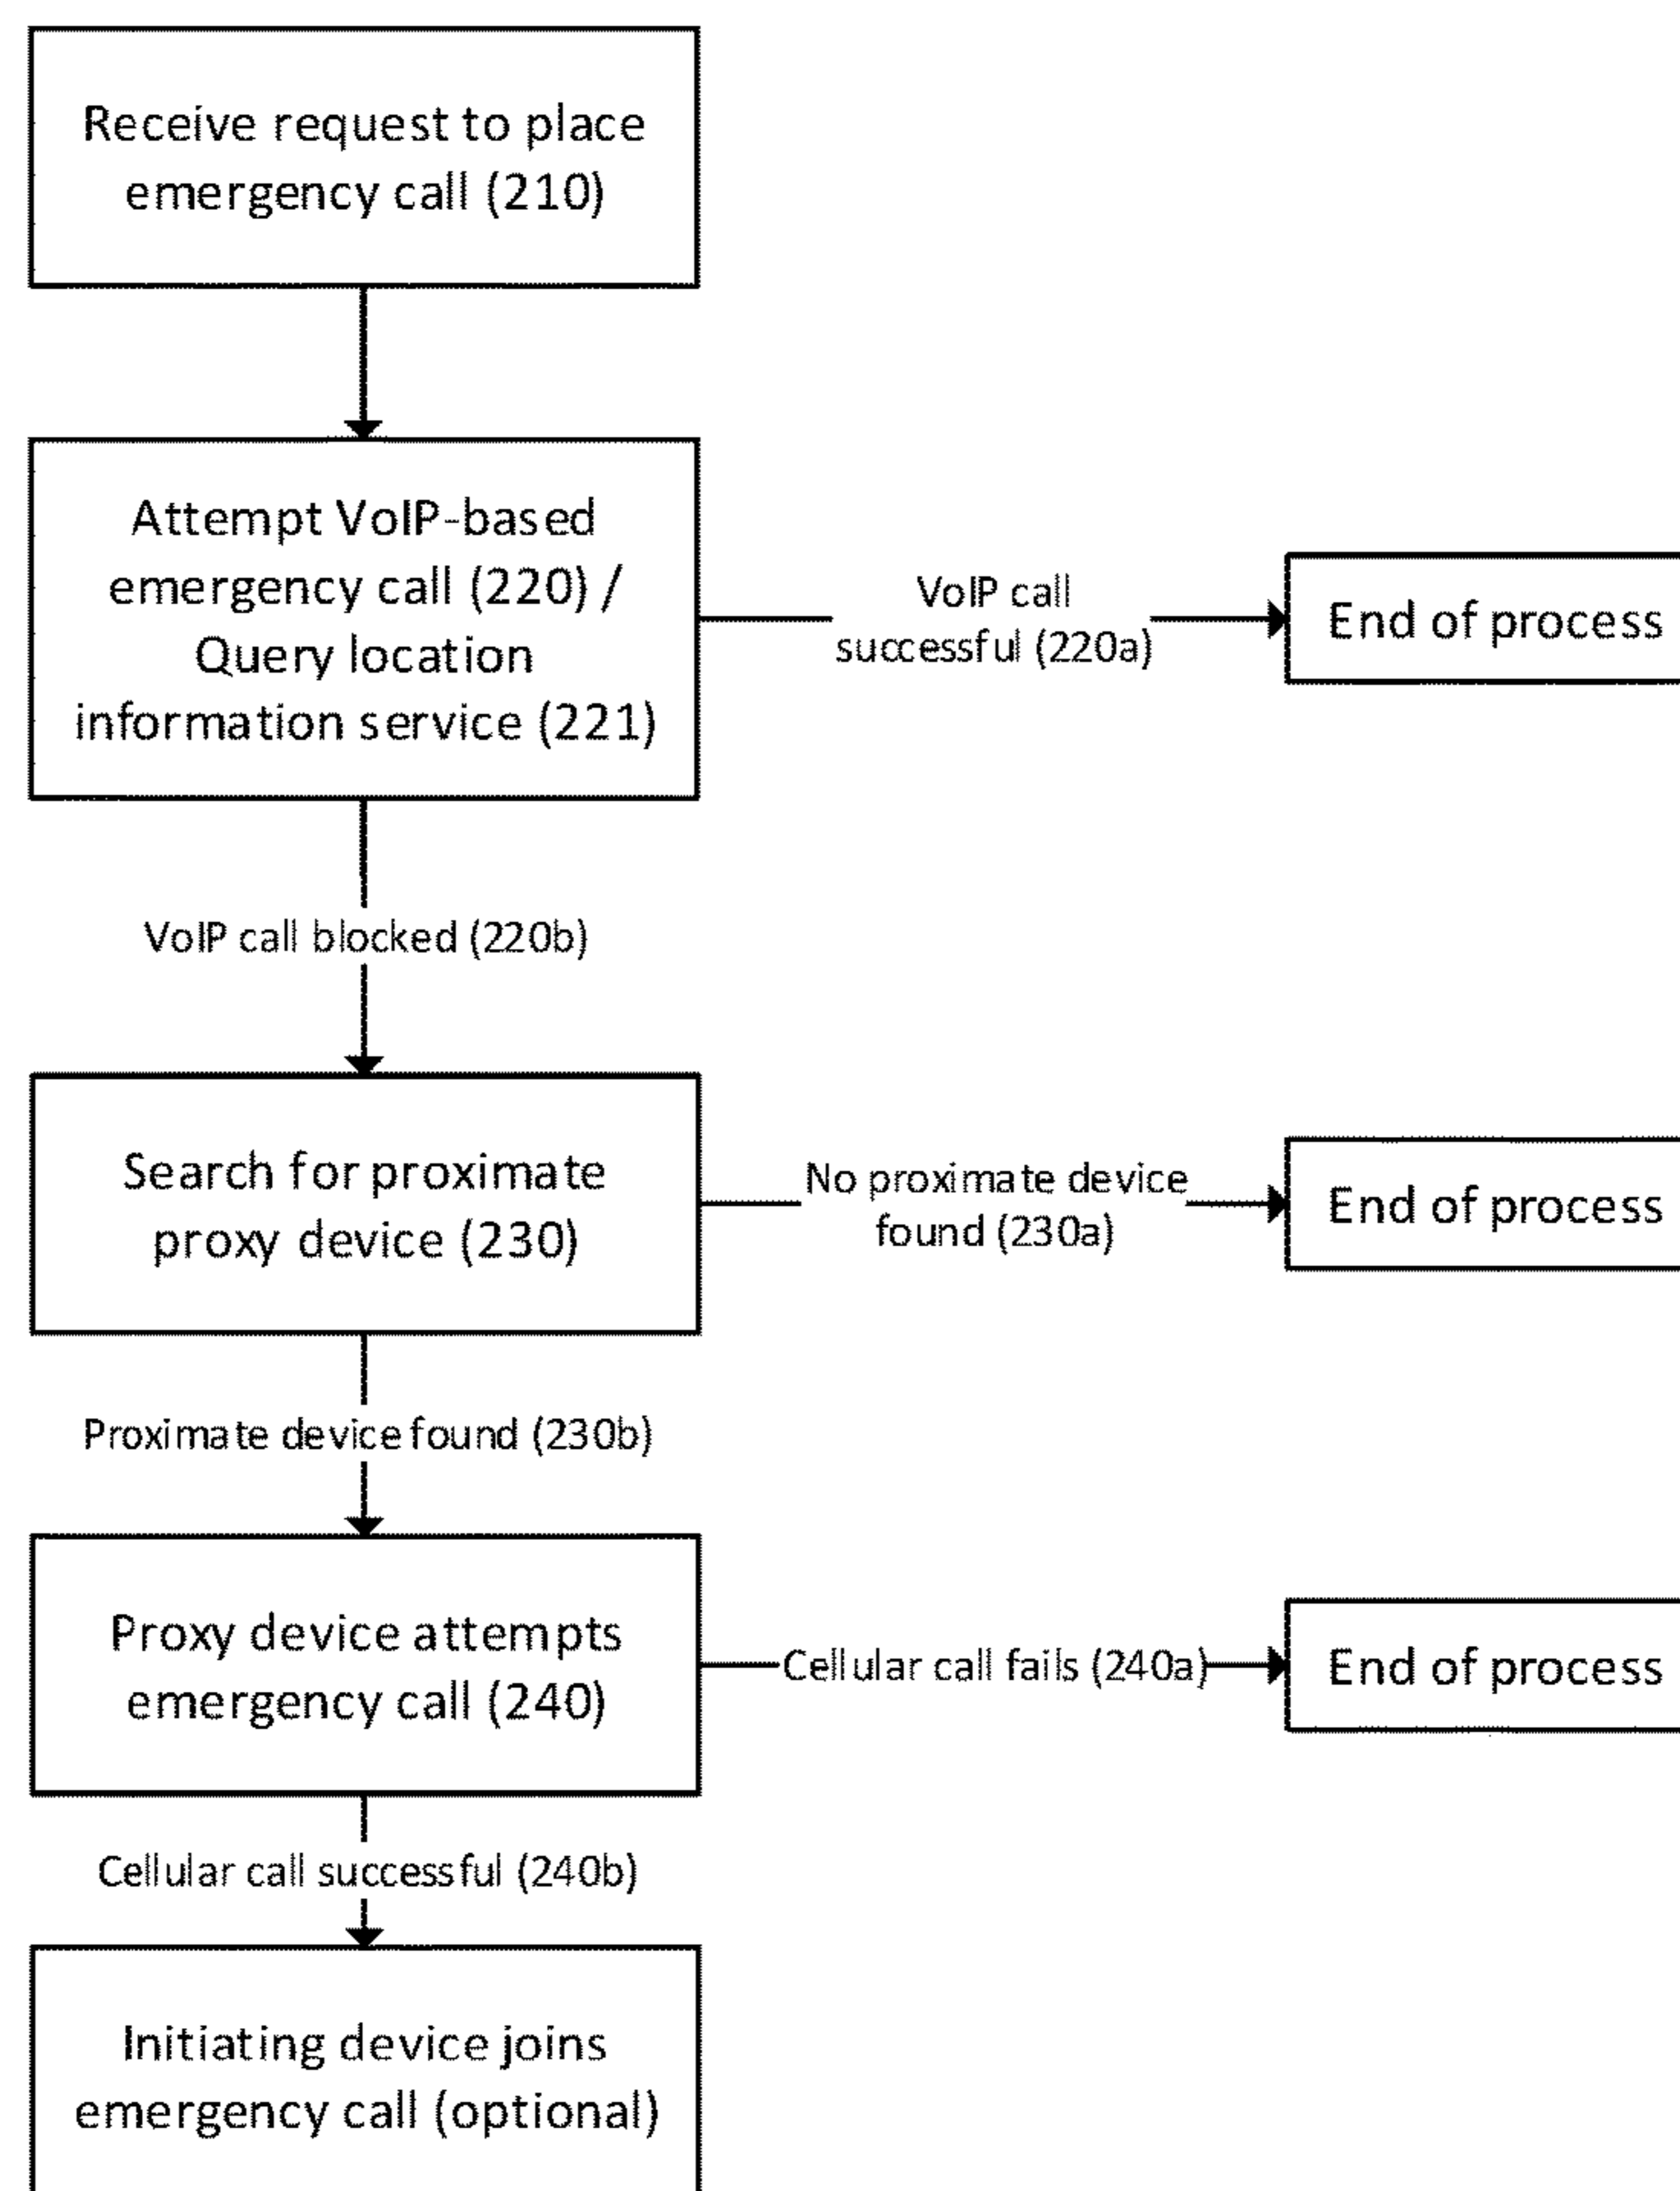 Receive request to place
emergency call (210)
Attempt VoIP-based
emergency call (220) /
Query location
information service (221)
VoIP call
successful (220a)
End of process
VoIP call blocked (220b)
Search for proximate
proxy device (230)
No proximate device
found (230a)
End of process
Proximate device found (230b)
Proxy device attempts
emergency call (240)
Cellular call fails (240a)
End of process
Cellular call successful (240b)
Initiating device joins
emergency call (optional)